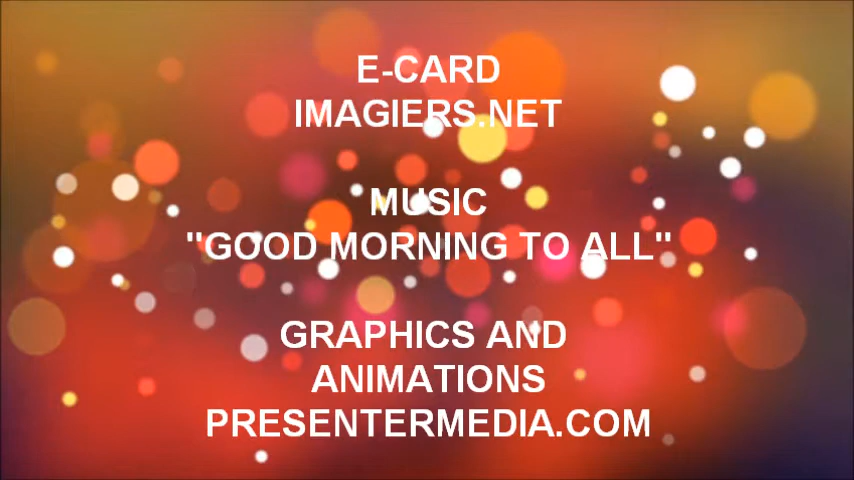 E-CARD
IMAGIERS.NET
MUSIC
"GOOD MORNING TO ALL"
GRAPHICS AND
ANIMATIONS
PRESENTERMEDIA.COM